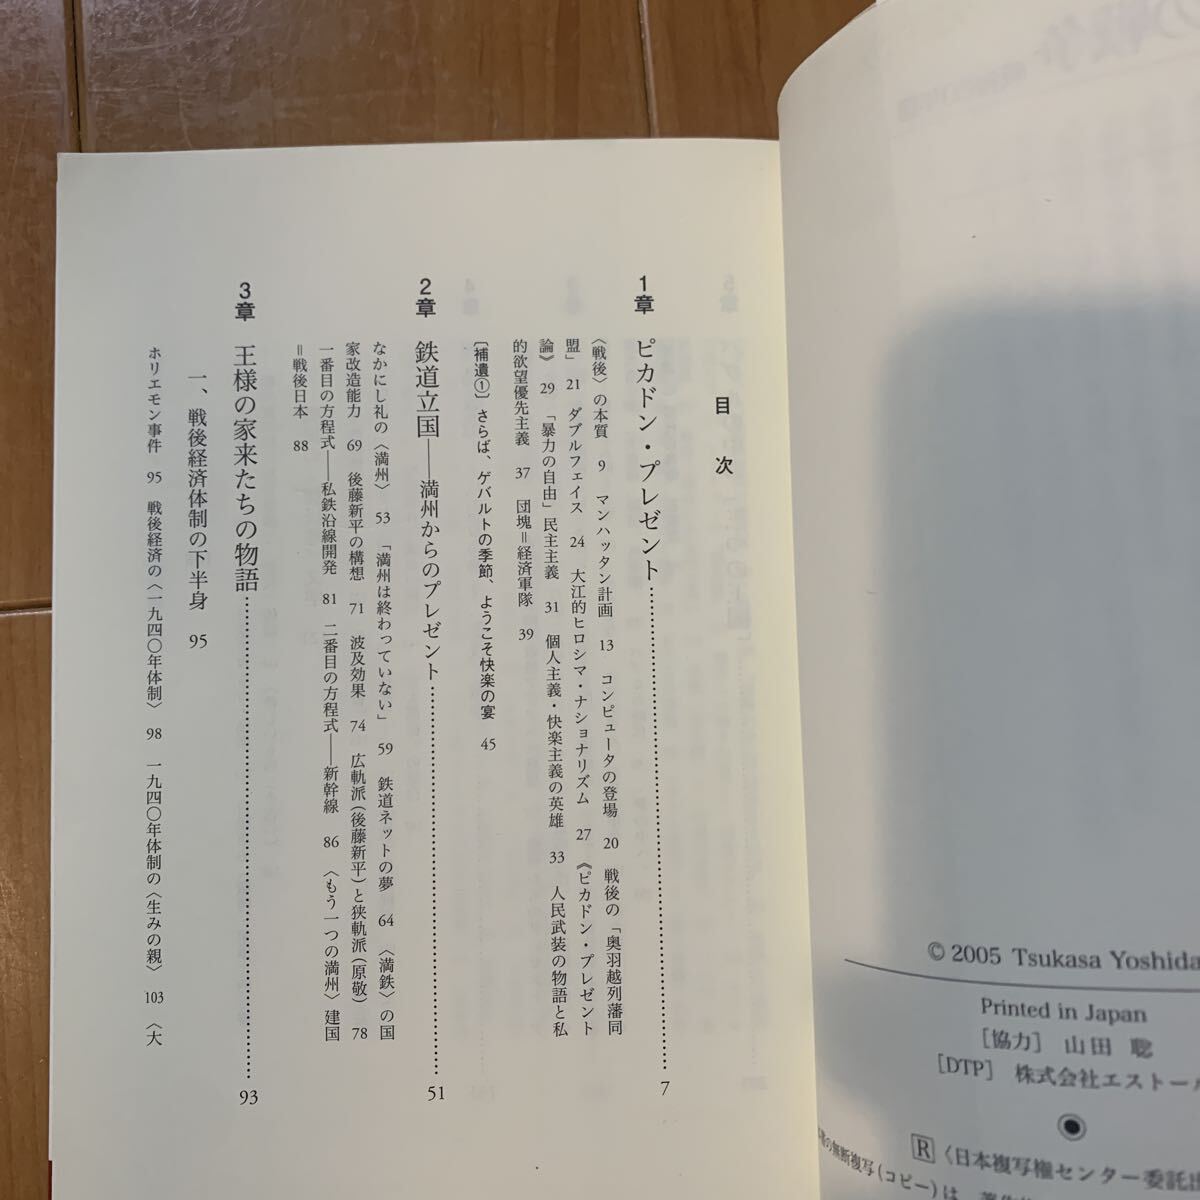 目次
1章 ピカドン・プレゼント……………………7
〈戦後〉の本質 9 マンハッタン計画 13 コンピュータの登場 20 戦後の「奥羽越列藩同
盟」 21 ダブルフェイス 24 大江的ヒロシマ・ナショナリズム 27 《ピカドン・プレゼント
論》 29 「暴力の自由」民主主義 31 個人主義・快楽主義の英雄 33 人民武装の物語と私
的欲望優先主義 37 団塊＝経済軍隊 39
〔補遺①〕さらば、ゲバルトの季節、ようこそ快楽の宴 45
2章 鉄道立国――満州からのプレゼント……………………51
なかにし礼の〈満州〉 53 「満州は終わっていない」 59 鉄道ネットの夢 64 〈満鉄〉の国
家改造能力 69 後藤新平の構想 71 波及効果 74 広軌派(後藤新平)と狭軌派(原敬) 78
一番目の方程式――私鉄沿線開発 81 二番目の方程式――新幹線 86 〈もう一つの満州〉建国
＝戦後日本 88
3章 王様の家来たちの物語……………………93
一、戦後経済体制の下半身 95
ホリエモン事件 95 戦後経済の〈一九四〇年体制〉 98 一九四〇年体制の〈生みの親〉 103 〈大
© 2005 Tsukasa Yoshida
Printed in Japan
[協力] 山田 聡
[DTP] 株式会社エストール
R 〈日本複写権センター委託出
の無断複写(コピー)は、著作